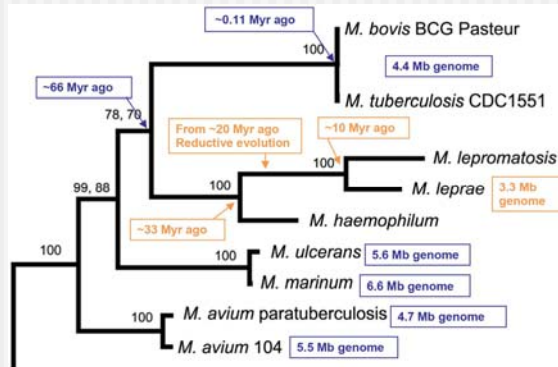 ~0.11 Myr ago
M. bovis BCG Pasteur
100
4.4 Mb genome
~66 Myr ago
M. tuberculosis CDC1551
78, 70
From ~20 Myr ago
Reductive evolution
~10 Myr ago
100
M. lepromatosis
99, 88
100
M. leprae
3.3 Mb
genome
~33 Myr ago
M. haemophilum
100
100
M. ulcerans
5.6 Mb genome
M. marinum
6.6 Mb genome
100
M. avium paratuberculosis
4.7 Mb genome
M. avium 104
5.5 Mb genome